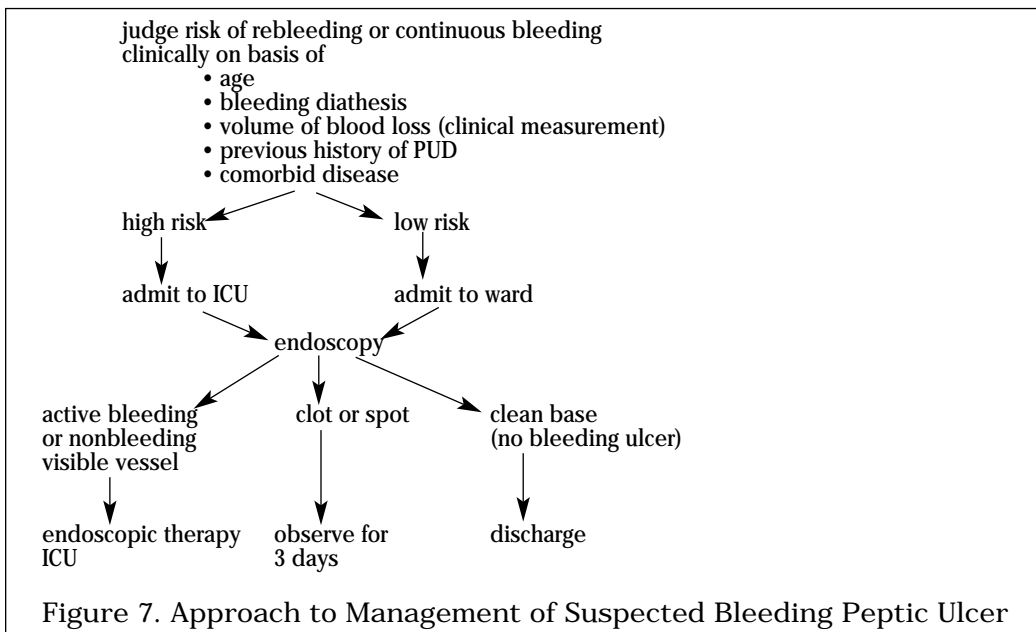 judge risk of rebleeding or continuous bleeding
clinically on basis of
• age
• bleeding diathesis
• volume of blood loss (clinical measurement)
• previous history of PUD
• comorbid disease
high risk
low risk
admit to ICU
admit to ward
endoscopy
active bleeding
or nonbleeding
visible vessel
clot or spot
clean base
(no bleeding ulcer)
endoscopic therapy
ICU
observe for
3 days
discharge
Figure 7. Approach to Management of Suspected Bleeding Peptic Ulcer